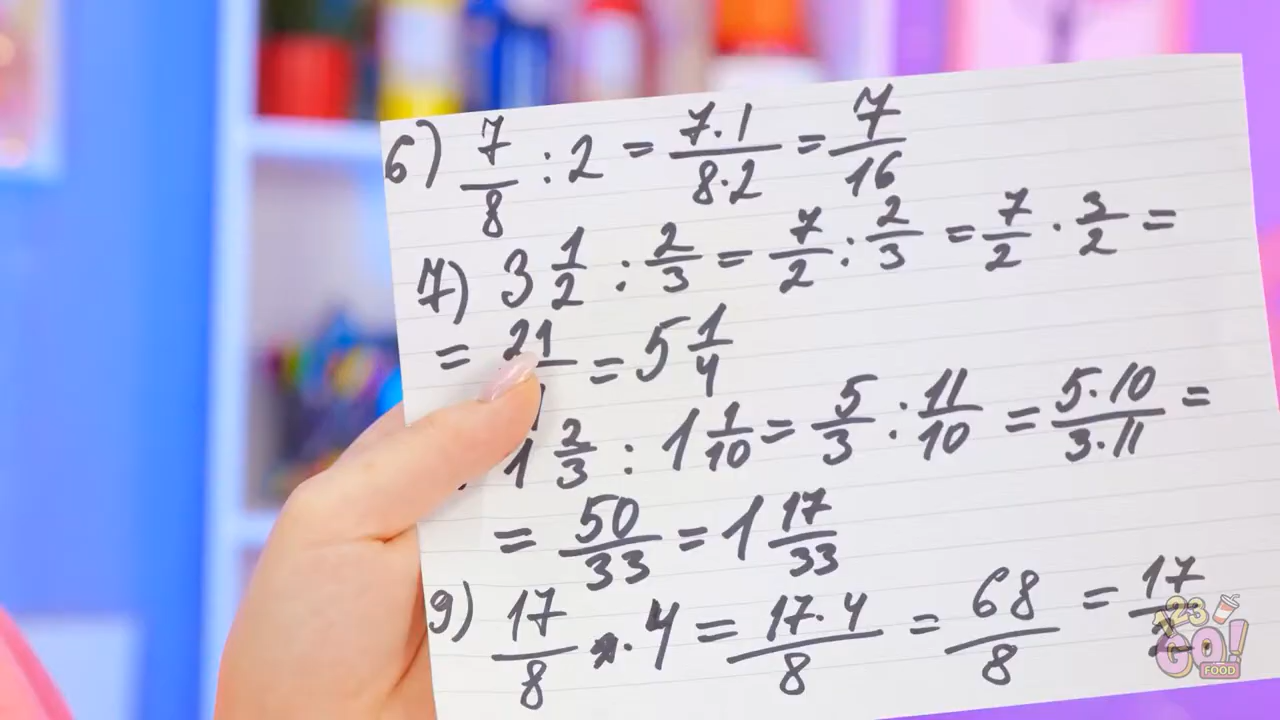 6) 7/8 : 2 = 7·1/8·2 = 7/16
7) 3 1/2 : 2/3 = 7/2 : 2/3 = 7/2 · 3/2 =
= 21/ = 5 1/4
1 2/3 : 1 1/10 = 5/3 : 11/10 = 5·10/3·11 =
= 50/33 = 1 17/33
9) 17/8 · 4 = 17·4/8 = 68/8 = 17/
123 GO! FOOD